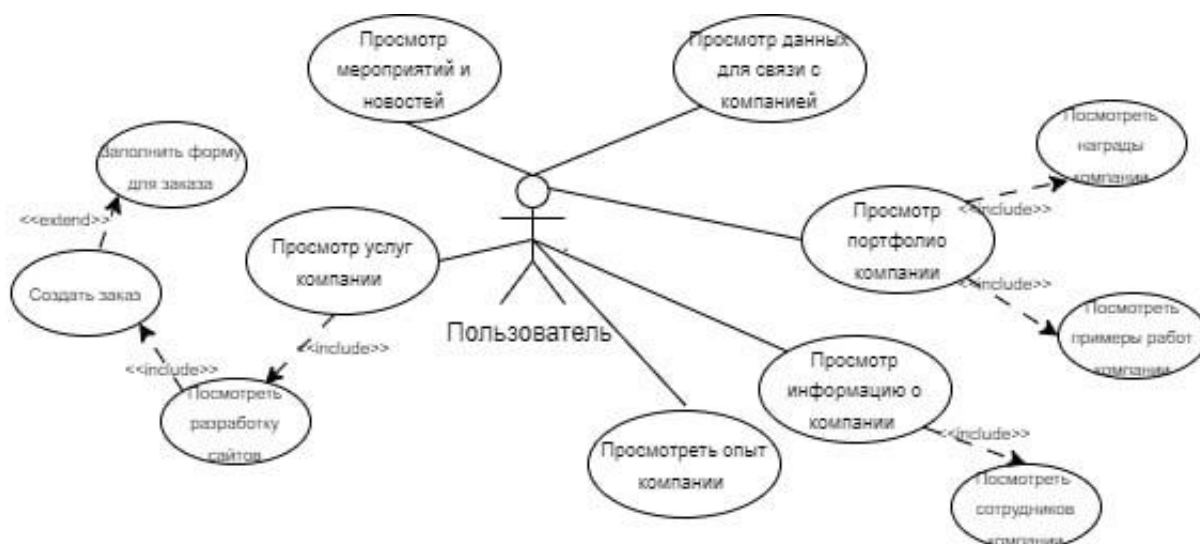 Просмотр
мероприятий и
новостей
Просмотр данных
для связи с
компанией
Посмотреть
награды
компании
Заполнить форму
для заказа
<<extend>>
<<include>>
Просмотр услуг
компании
Просмотр
портфолио
компании
Создать заказ
<<include>>
Посмотреть
примеры работ
компании
Пользователь
<<include>>
<<include>>
Просмотр
информацию о
компании
Посмотреть
разработку
сайтов
Просмотреть опыт
компании
<<include>>
Посмотреть
сотрудников
компании